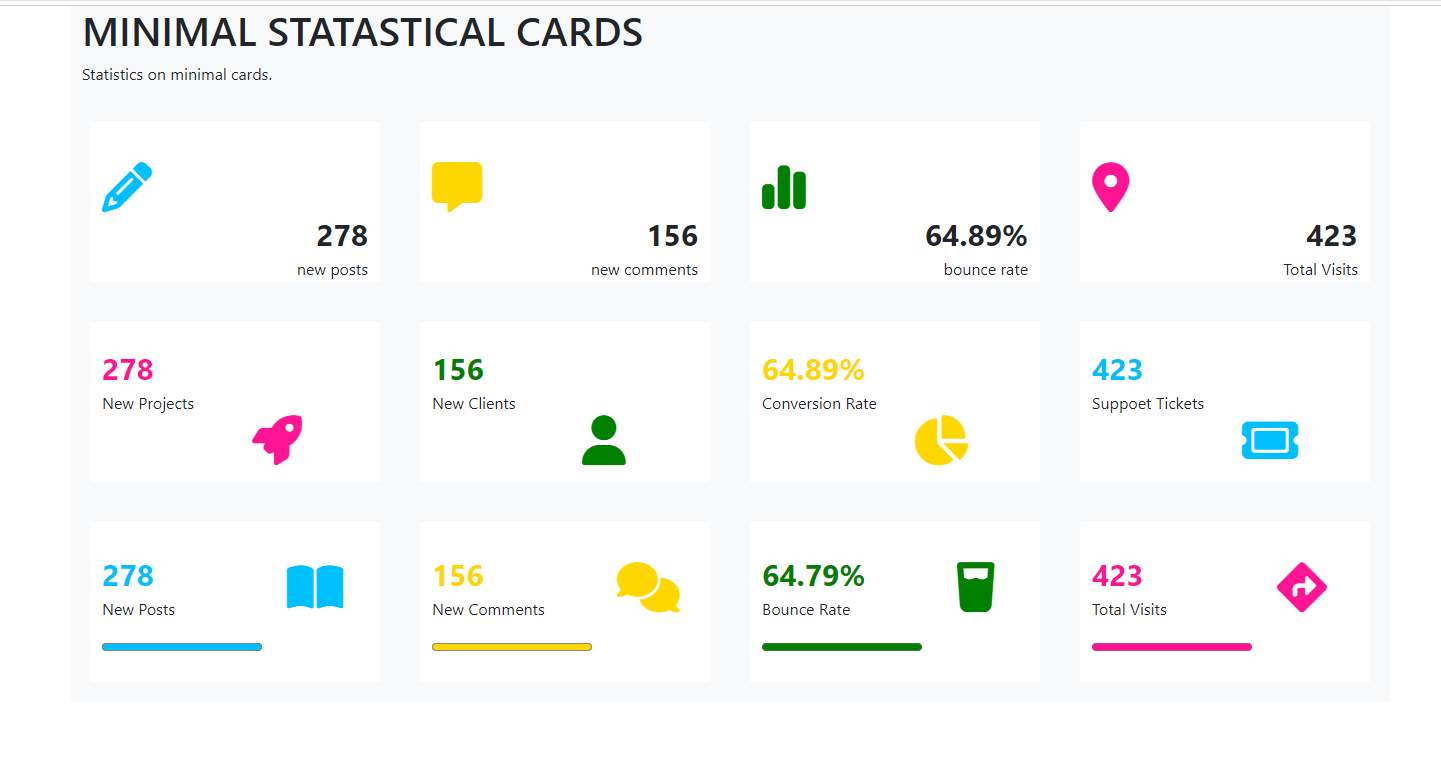 MINIMAL STATASTICAL CARDS
Statistics on minimal cards.
278
new posts
156
new comments
64.89%
bounce rate
423
Total Visits
278
New Projects
156
New Clients
64.89%
Conversion Rate
423
Suppoet Tickets
278
New Posts
156
New Comments
64.79%
Bounce Rate
423
Total Visits